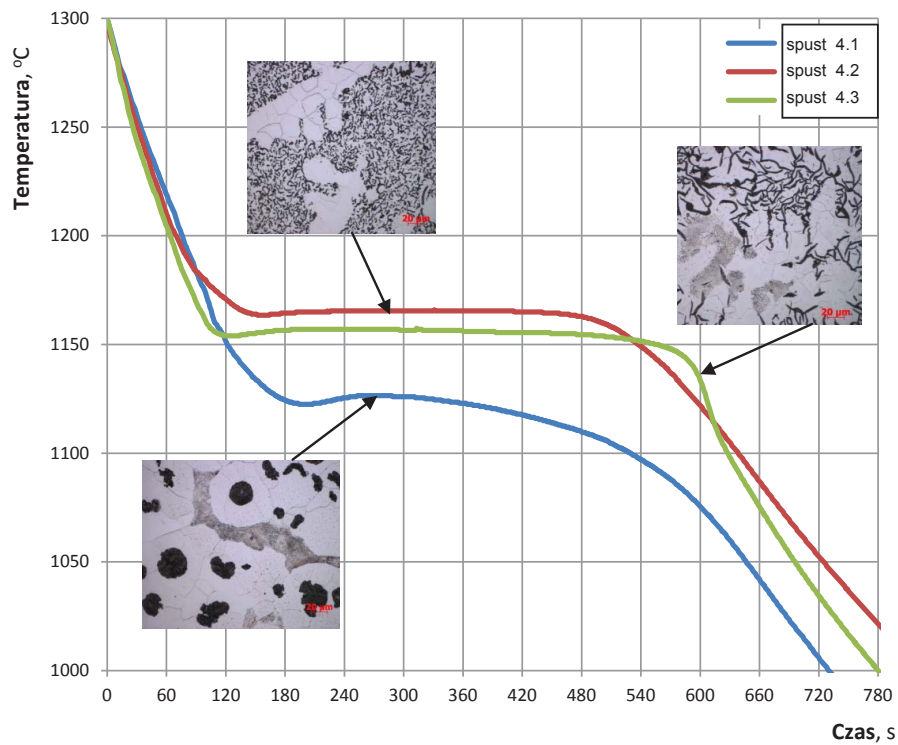 Temperatura, ⁰C
1300
1250
1200
1150
1100
1050
1000
spust 4.1
spust 4.2
spust 4.3
20 µm
20 µm
20 µm
0 60 120 180 240 300 360 420 480 540 600 660 720 780
Czas, s